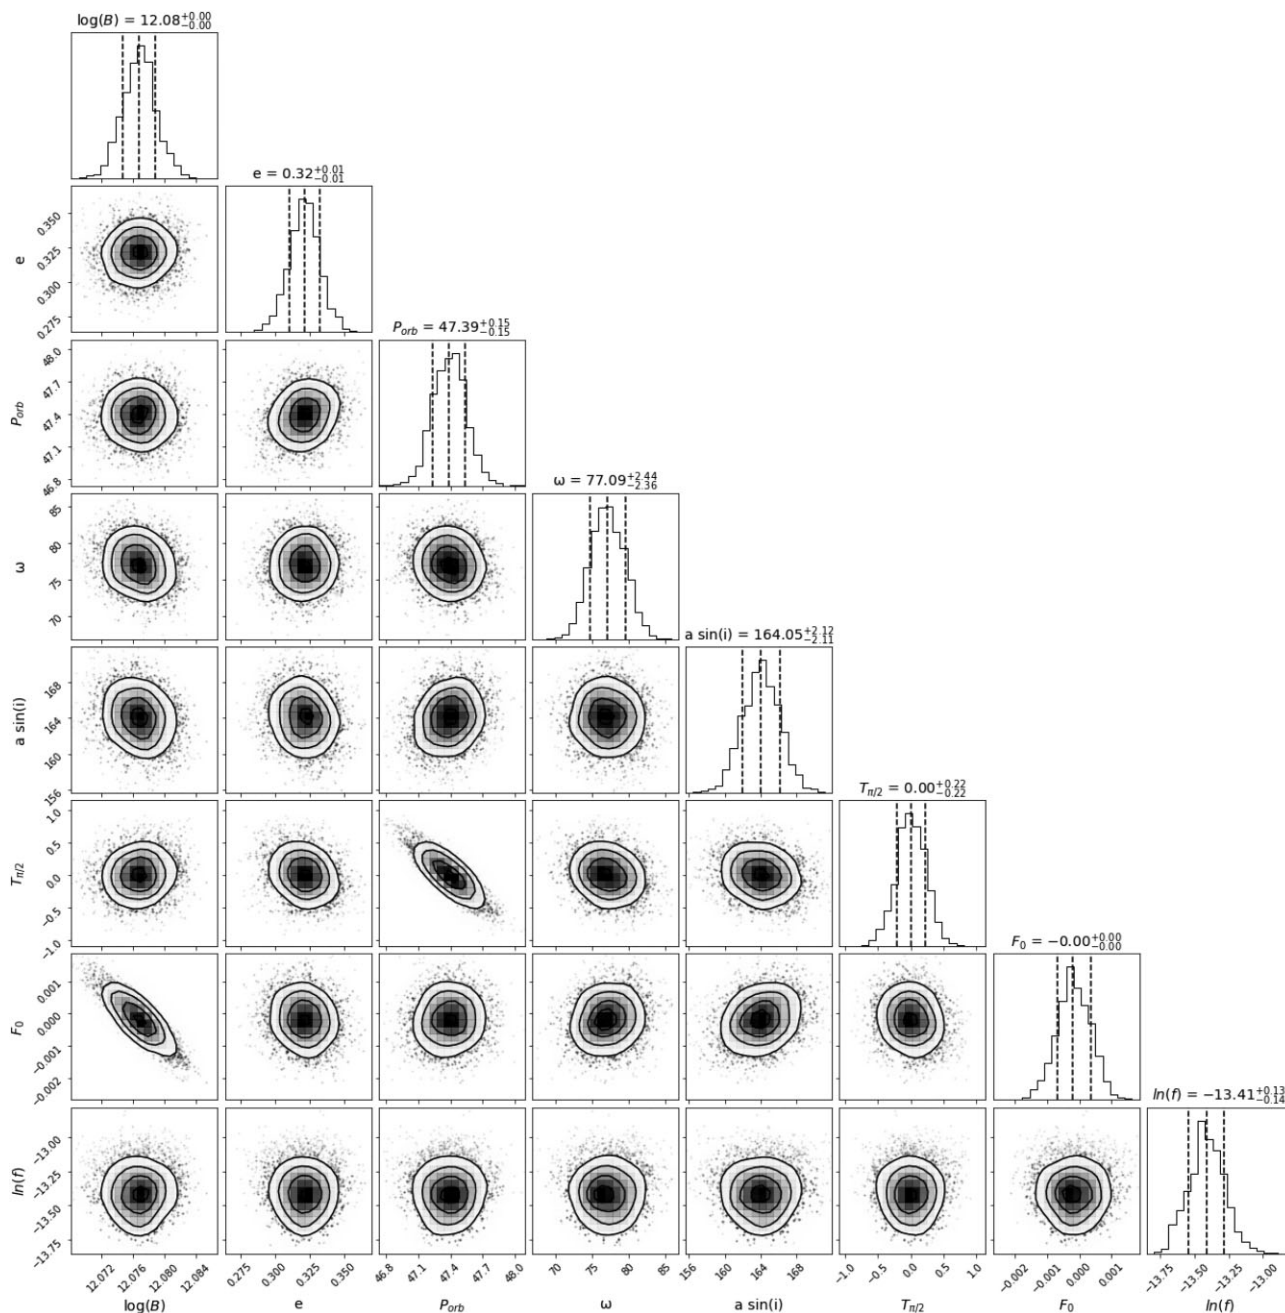 log(B) = 12.08+0.00 −0.00
e = 0.32+0.01 −0.01
0.350
0.325
0.300
0.275
e
P_orb = 47.39+0.15 −0.15
48.0
47.7
47.4
47.1
46.8
P_orb
ω = 77.09+2.44 −2.36
85
80
75
70
ω
a sin(i) = 164.05+2.12 −2.11
168
164
160
156
a sin(i)
T_π/2 = 0.00+0.22 −0.22
1.0
0.5
0.0
−0.5
−1.0
T_π/2
F_0 = −0.00+0.00 −0.00
0.001
0.000
−0.001
−0.002
F_0
ln(f) = −13.41+0.13 −0.14
−13.00
−13.25
−13.50
−13.75
ln(f)
12.072 12.076 12.080 12.084 0.275 0.300 0.325 0.350 46.8 47.1 47.4 47.7 48.0 70 75 80 85 156 160 164 168 −1.0 −0.5 0.0 0.5 1.0 −0.002 −0.001 0.000 0.001 −13.75 −13.50 −13.25 −13.00
log(B) e P_orb ω a sin(i) T_π/2 F_0 ln(f)